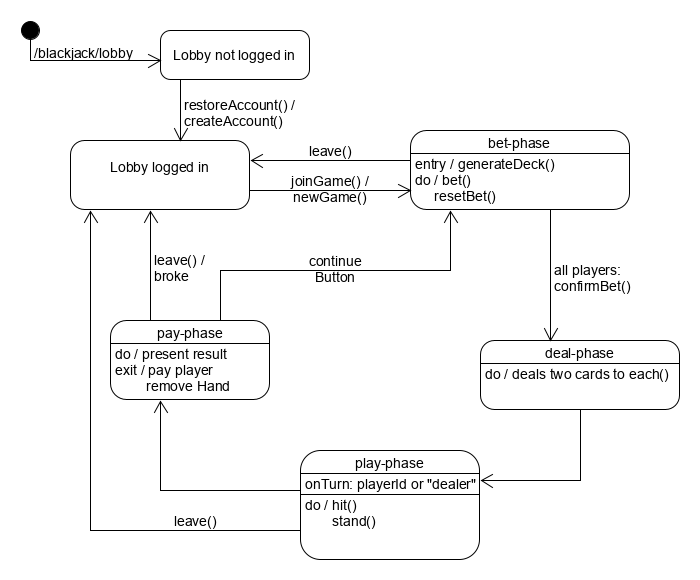 /blackjack/lobby
Lobby not logged in
restoreAccount() /
createAccount()
Lobby logged in
leave()
joinGame() /
newGame()
bet-phase
entry / generateDeck()
do / bet()
resetBet()
leave() /
broke
continue
Button
all players:
confirmBet()
pay-phase
do / present result
exit / pay player
remove Hand
deal-phase
do / deals two cards to each()
play-phase
onTurn: playerId or "dealer"
do / hit()
stand()
leave()